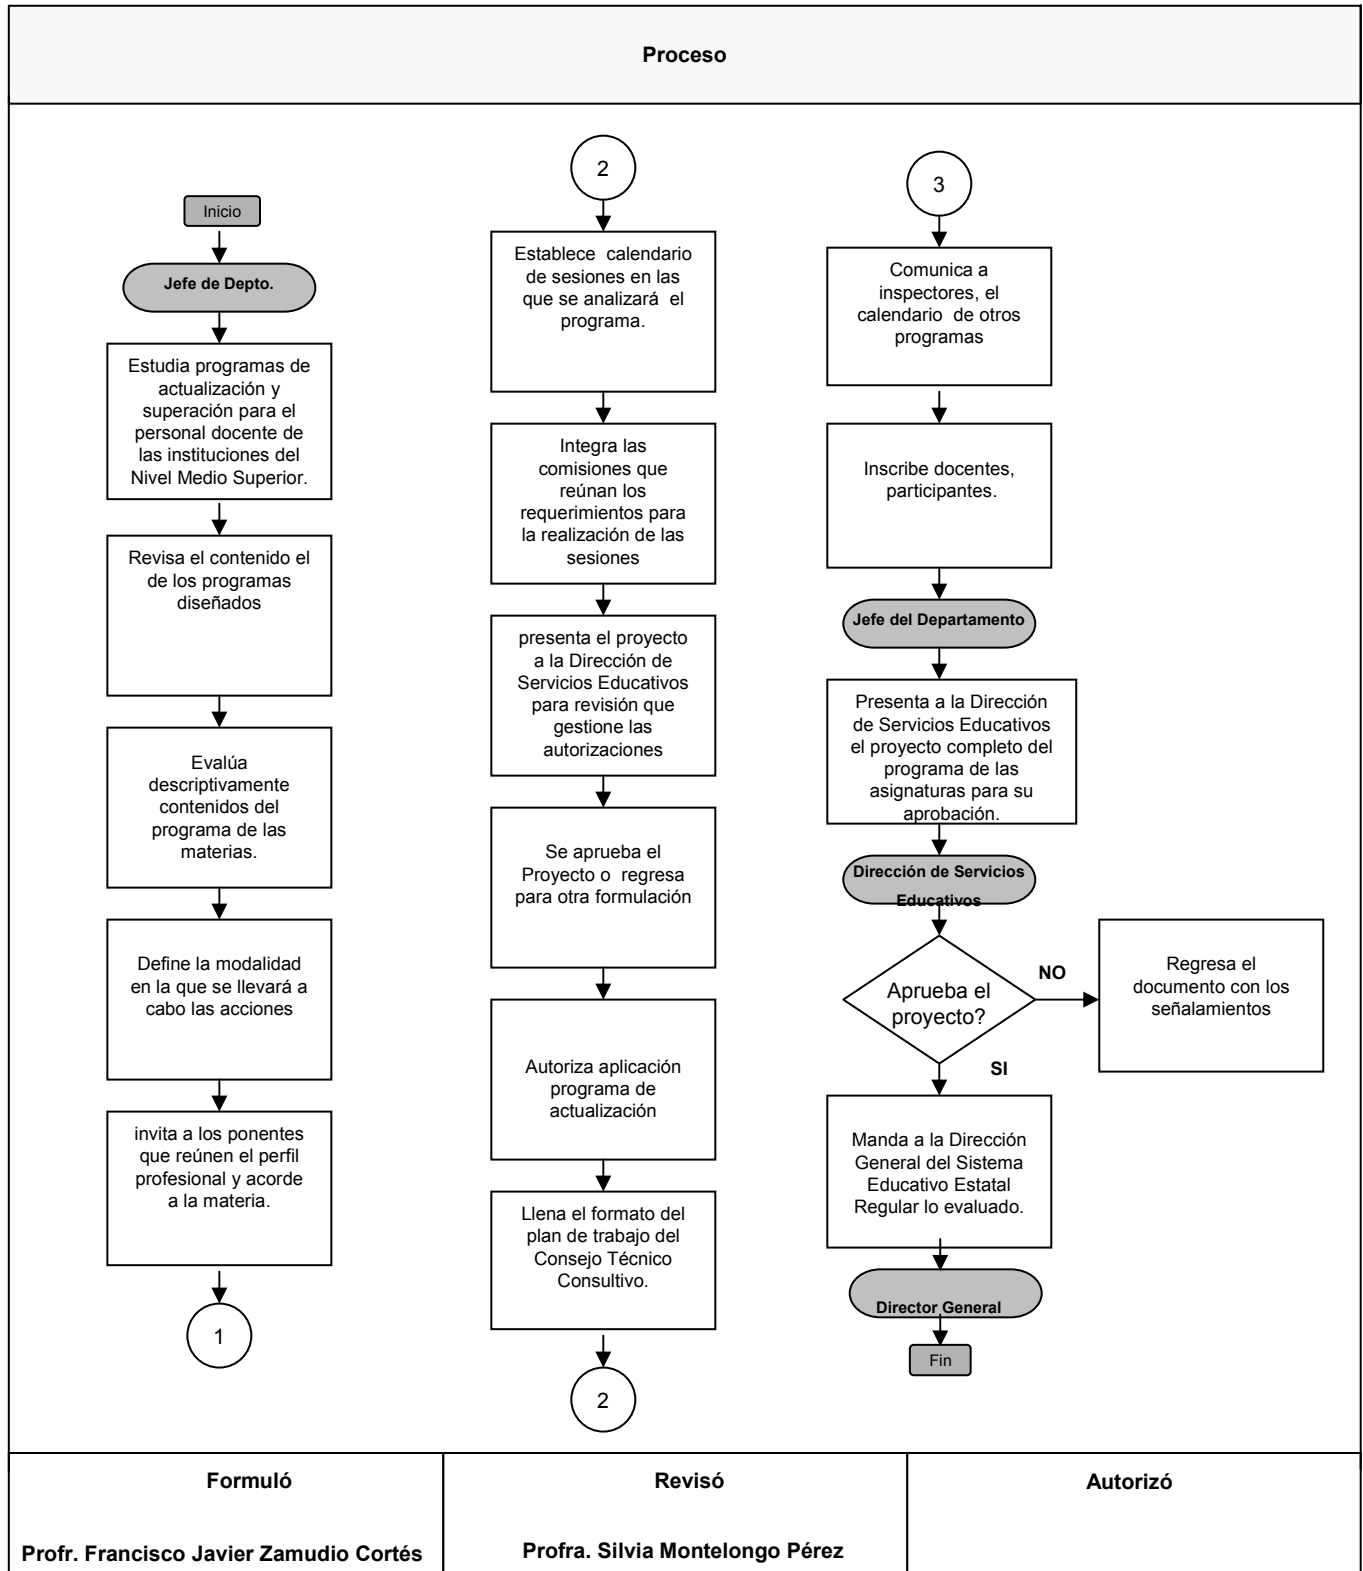 Proceso
Inicio
Jefe de Depto.
Estudia programas de
actualización y
superación para el
personal docente de
las instituciones del
Nivel Medio Superior.
Revisa el contenido el
de los programas
diseñados
Evalúa
descriptivamente
contenidos del
programa de las
materias.
Define la modalidad
en la que se llevará a
cabo las acciones
invita a los ponentes
que reúnen el perfil
profesional y acorde
a la materia.
1
2
Establece calendario
de sesiones en las
que se analizará el
programa.
Integra las
comisiones que
reúnan los
requerimientos para
la realización de las
sesiones
presenta el proyecto
a la Dirección de
Servicios Educativos
para revisión que
gestione las
autorizaciones
Se aprueba el
Proyecto o regresa
para otra formulación
Autoriza aplicación
programa de
actualización
Llena el formato del
plan de trabajo del
Consejo Técnico
Consultivo.
2
3
Comunica a
inspectores, el
calendario de otros
programas
Inscribe docentes,
participantes.
Jefe del Departamento
Presenta a la Dirección
de Servicios Educativos
el proyecto completo del
programa de las
asignaturas para su
aprobación.
Dirección de Servicios
Educativos
Aprueba el
proyecto?
NO
Regresa el
documento con los
señalamientos
SI
Manda a la Dirección
General del Sistema
Educativo Estatal
Regular lo evaluado.
Director General
Fin
Formuló
Profr. Francisco Javier Zamudio Cortés
Revisó
Profra. Silvia Montelongo Pérez
Autorizó